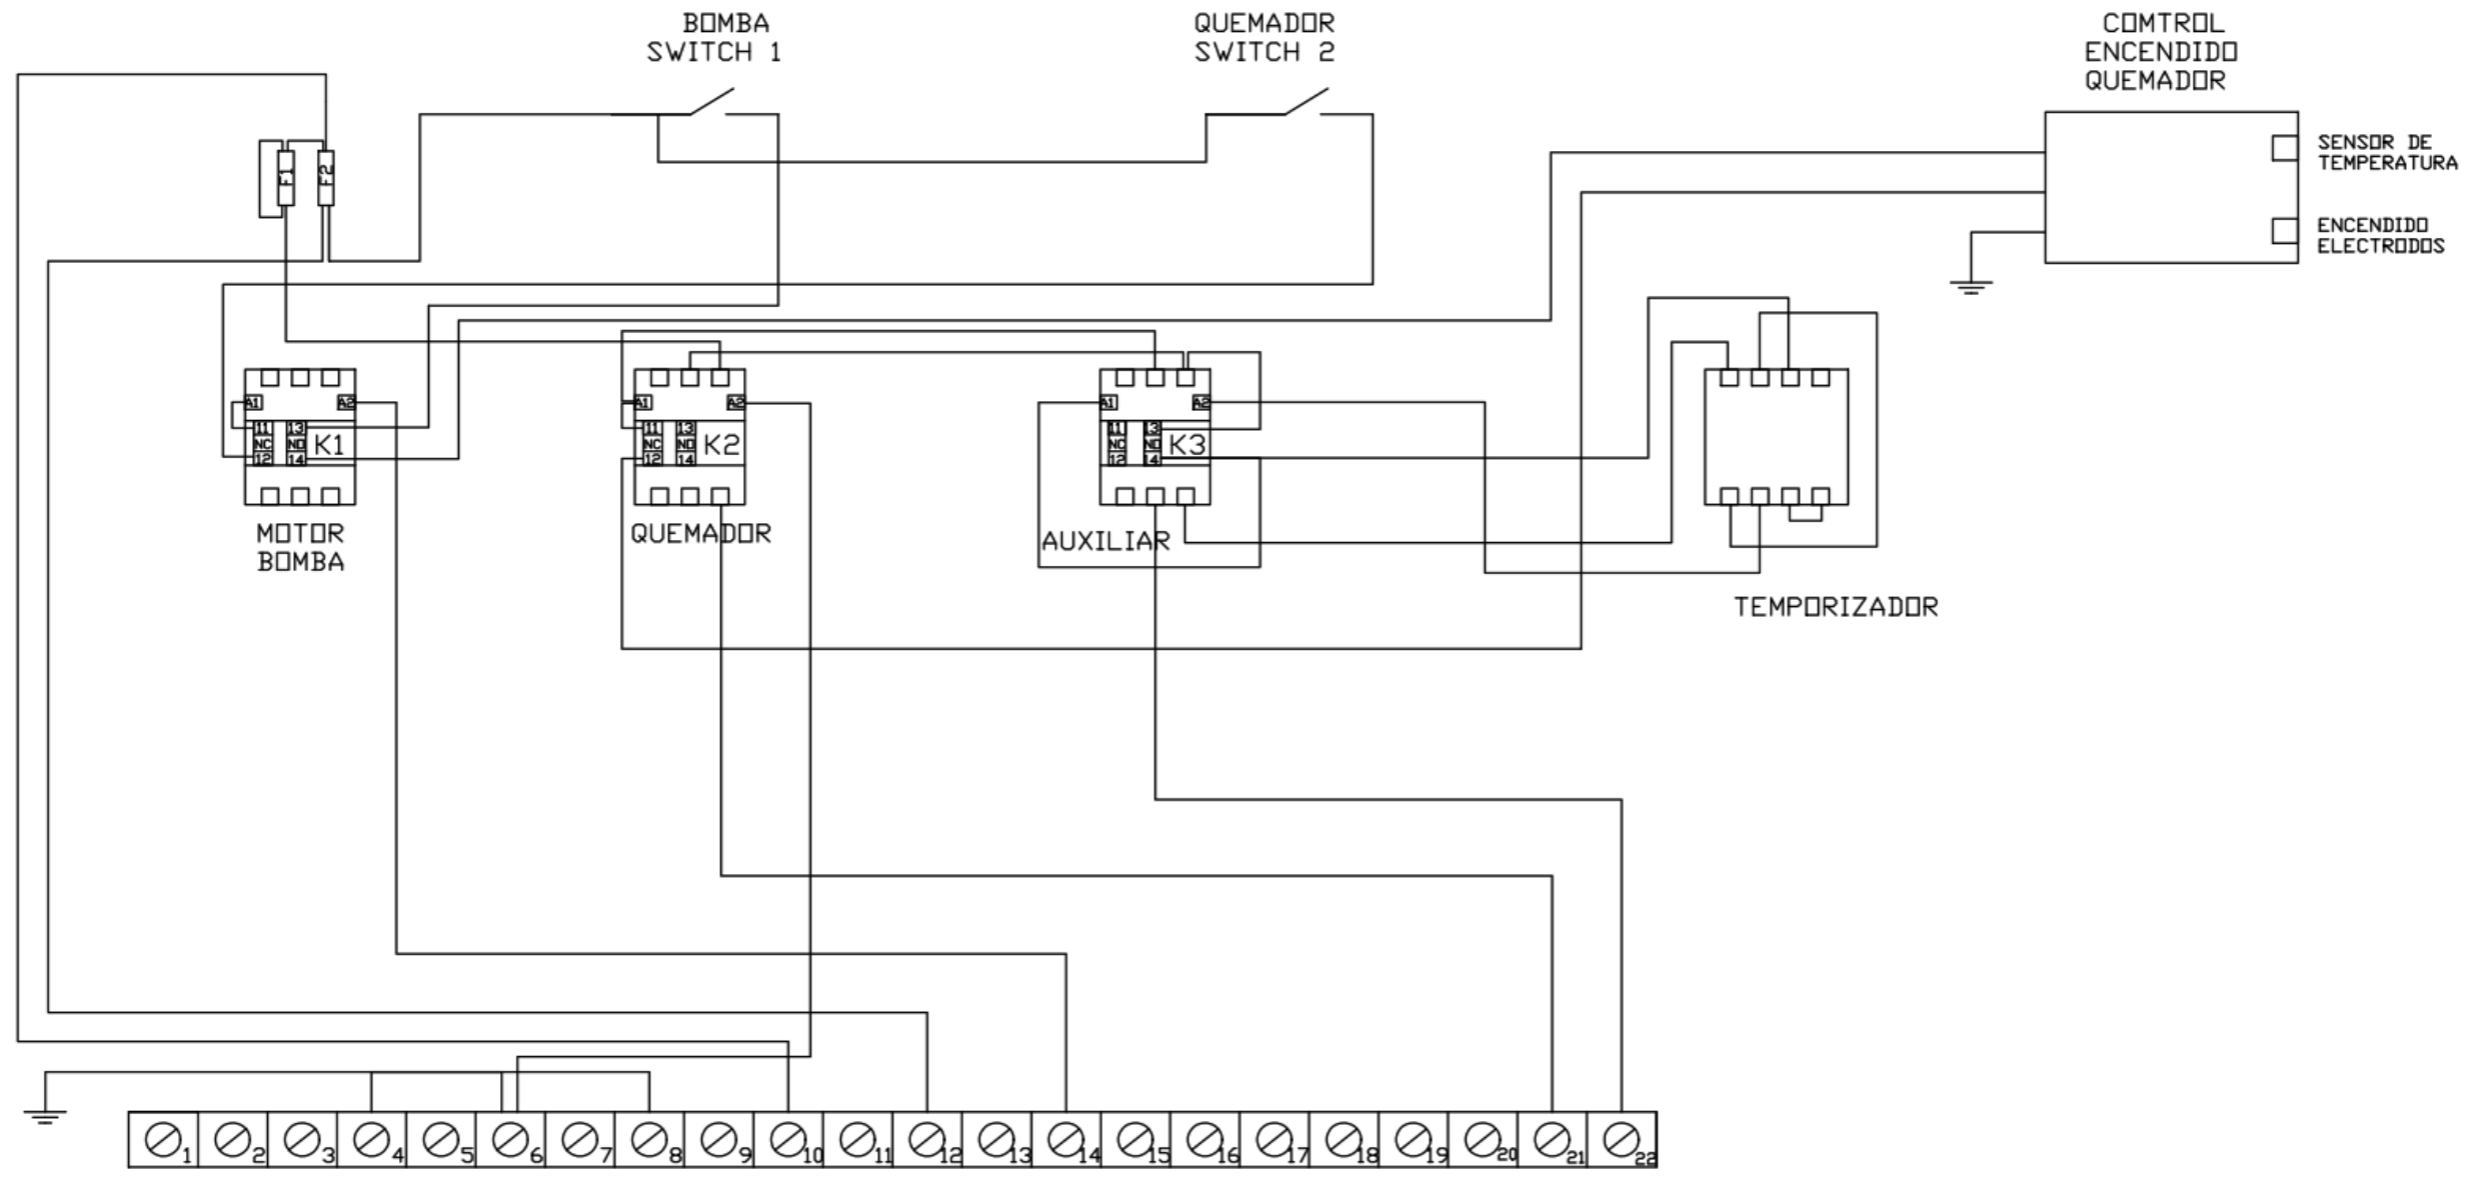 BOMBA
SWITCH 1
QUEMADOR
SWITCH 2
COMTROL
ENCENDIDO
QUEMADOR
SENSOR DE
TEMPERATURA
ENCENDIDO
ELECTRODOS
F1
F2
A1
A2
11
13
NC
NO
K1
12
14
MOTOR
BOMBA
A1
A2
11
13
NC
NO
K2
12
14
QUEMADOR
A1
A2
11
13
NC
NO
K3
12
14
AUXILIAR
TEMPORIZADOR
1 2 3 4 5 6 7 8 9 10 11 12 13 14 15 16 17 18 19 20 21 22